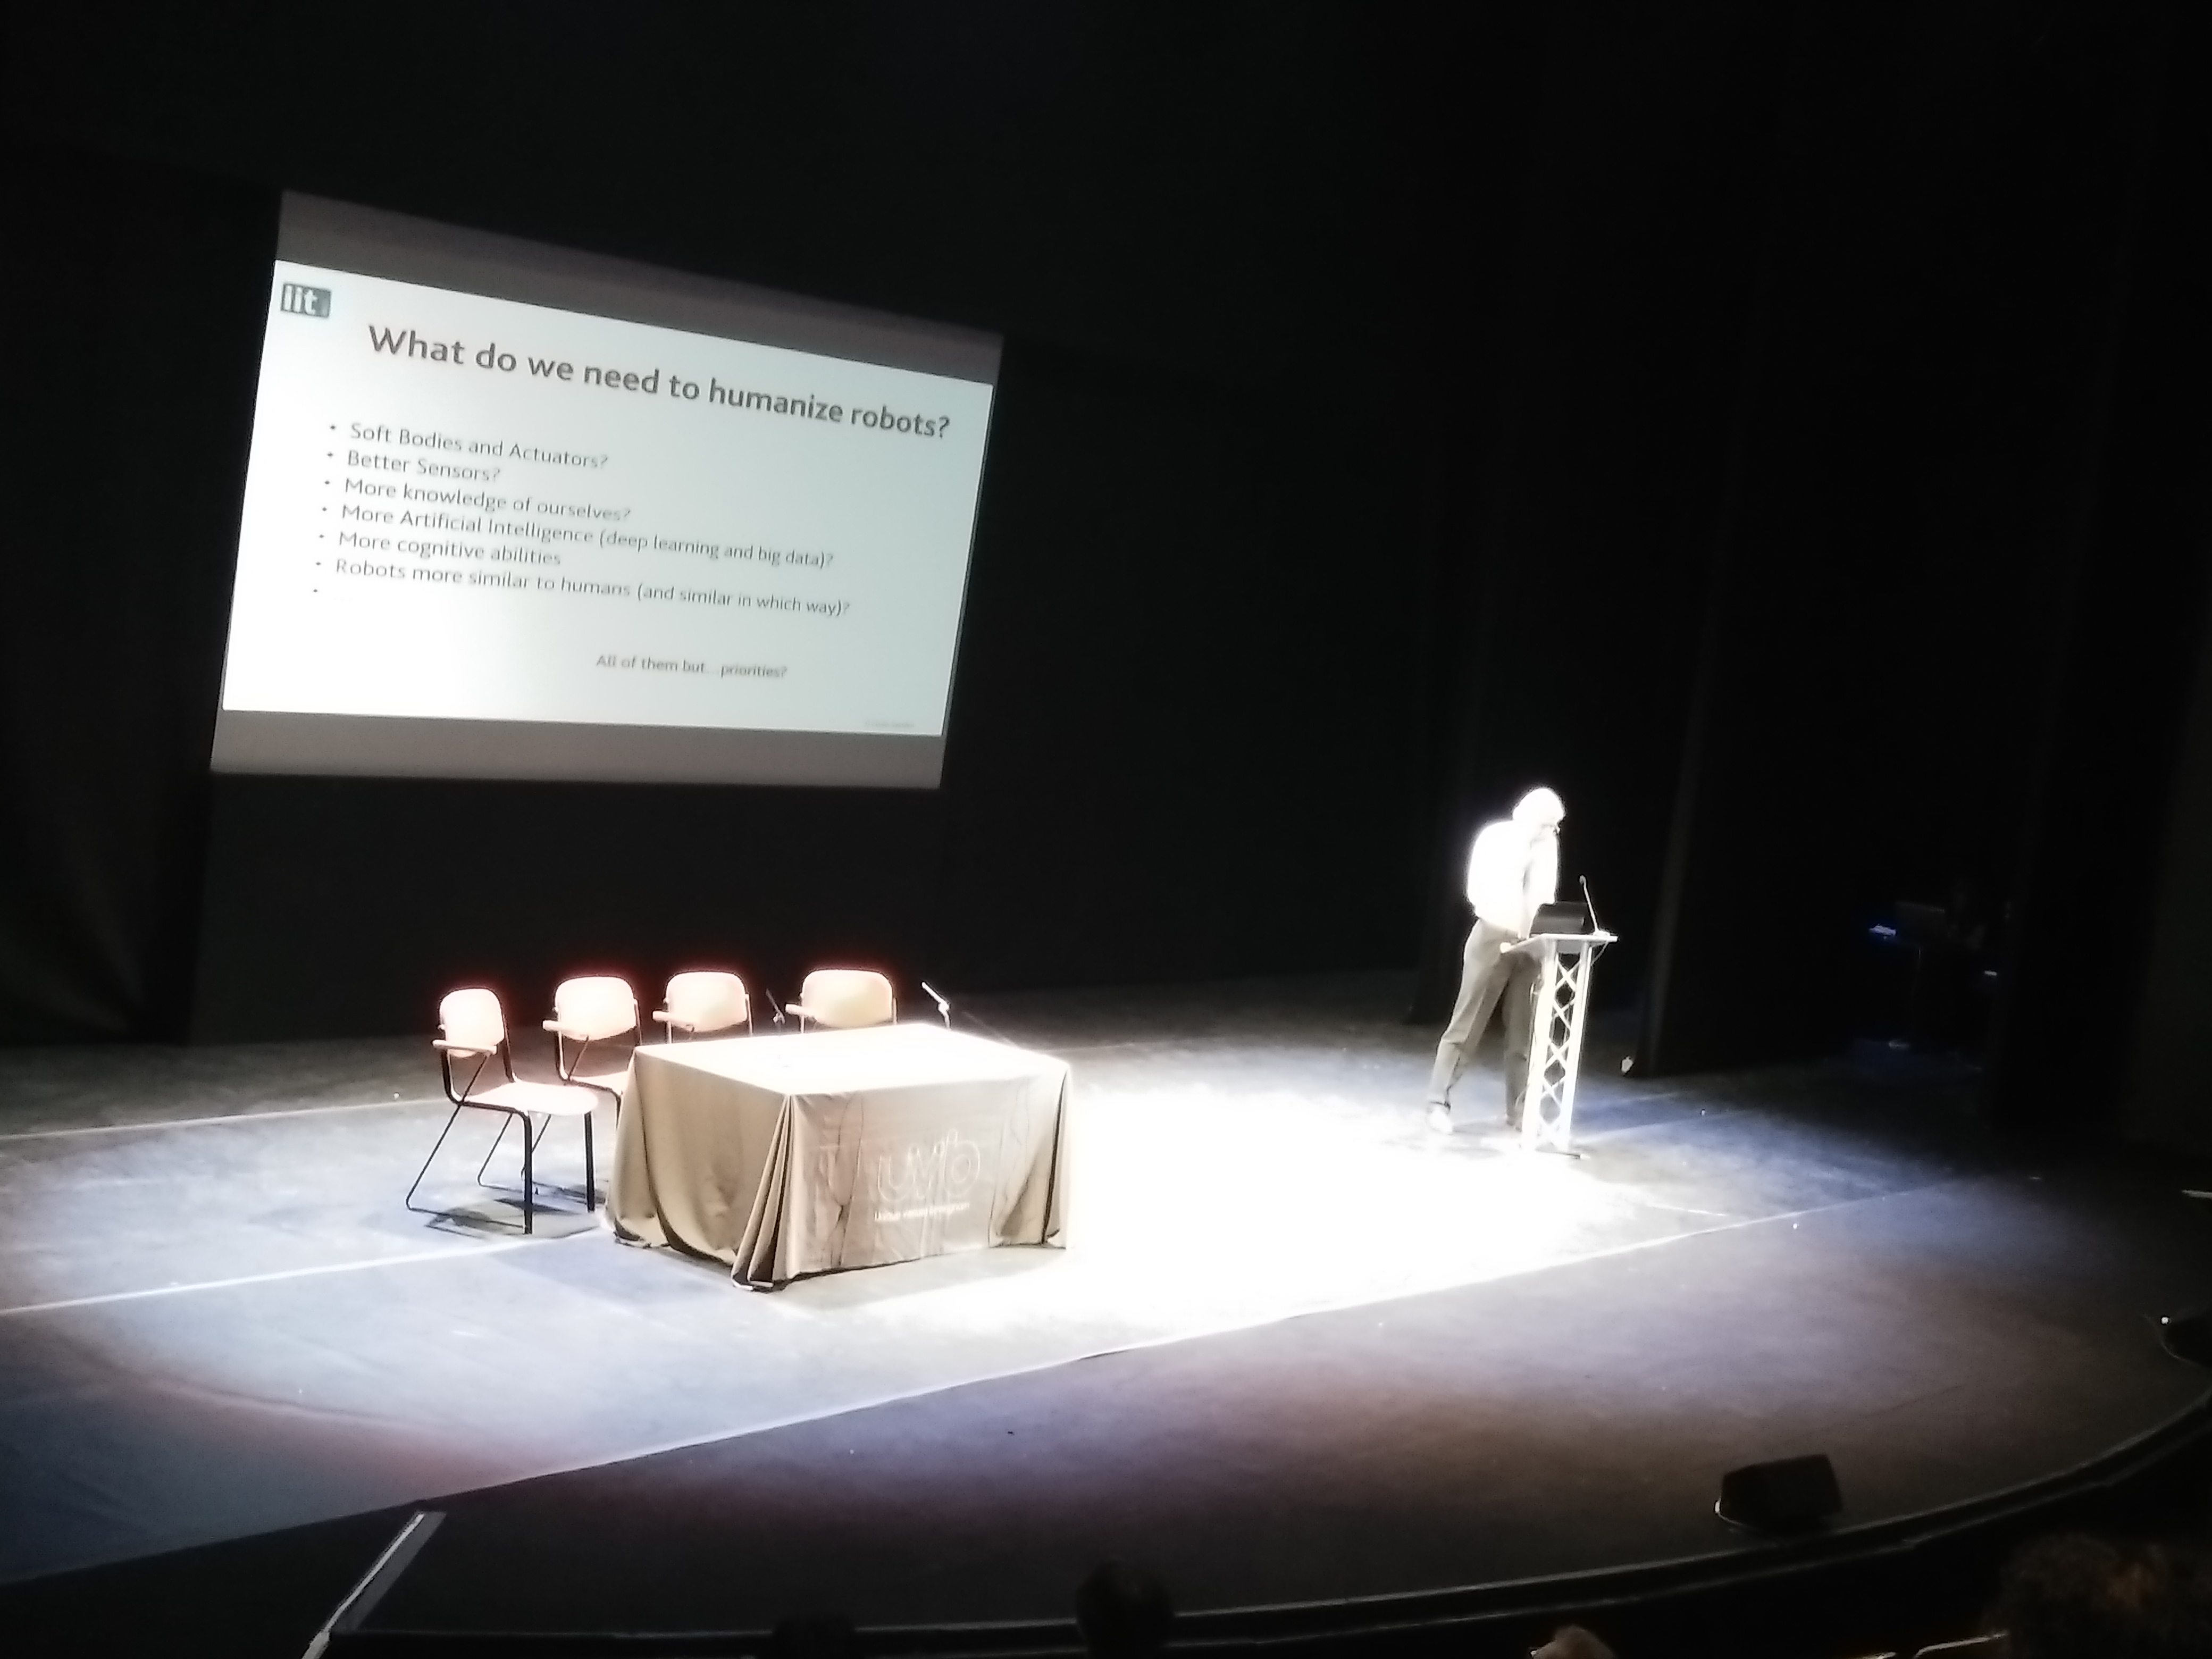 iit
What do we need to humanize robots?
• Soft Bodies and Actuators?
• Better Sensors?
• More knowledge of ourselves?
• More Artificial Intelligence (deep learning and big data)?
• More cognitive abilities
• Robots more similar to humans (and similar in which way)?
•
All of them but... priorities?